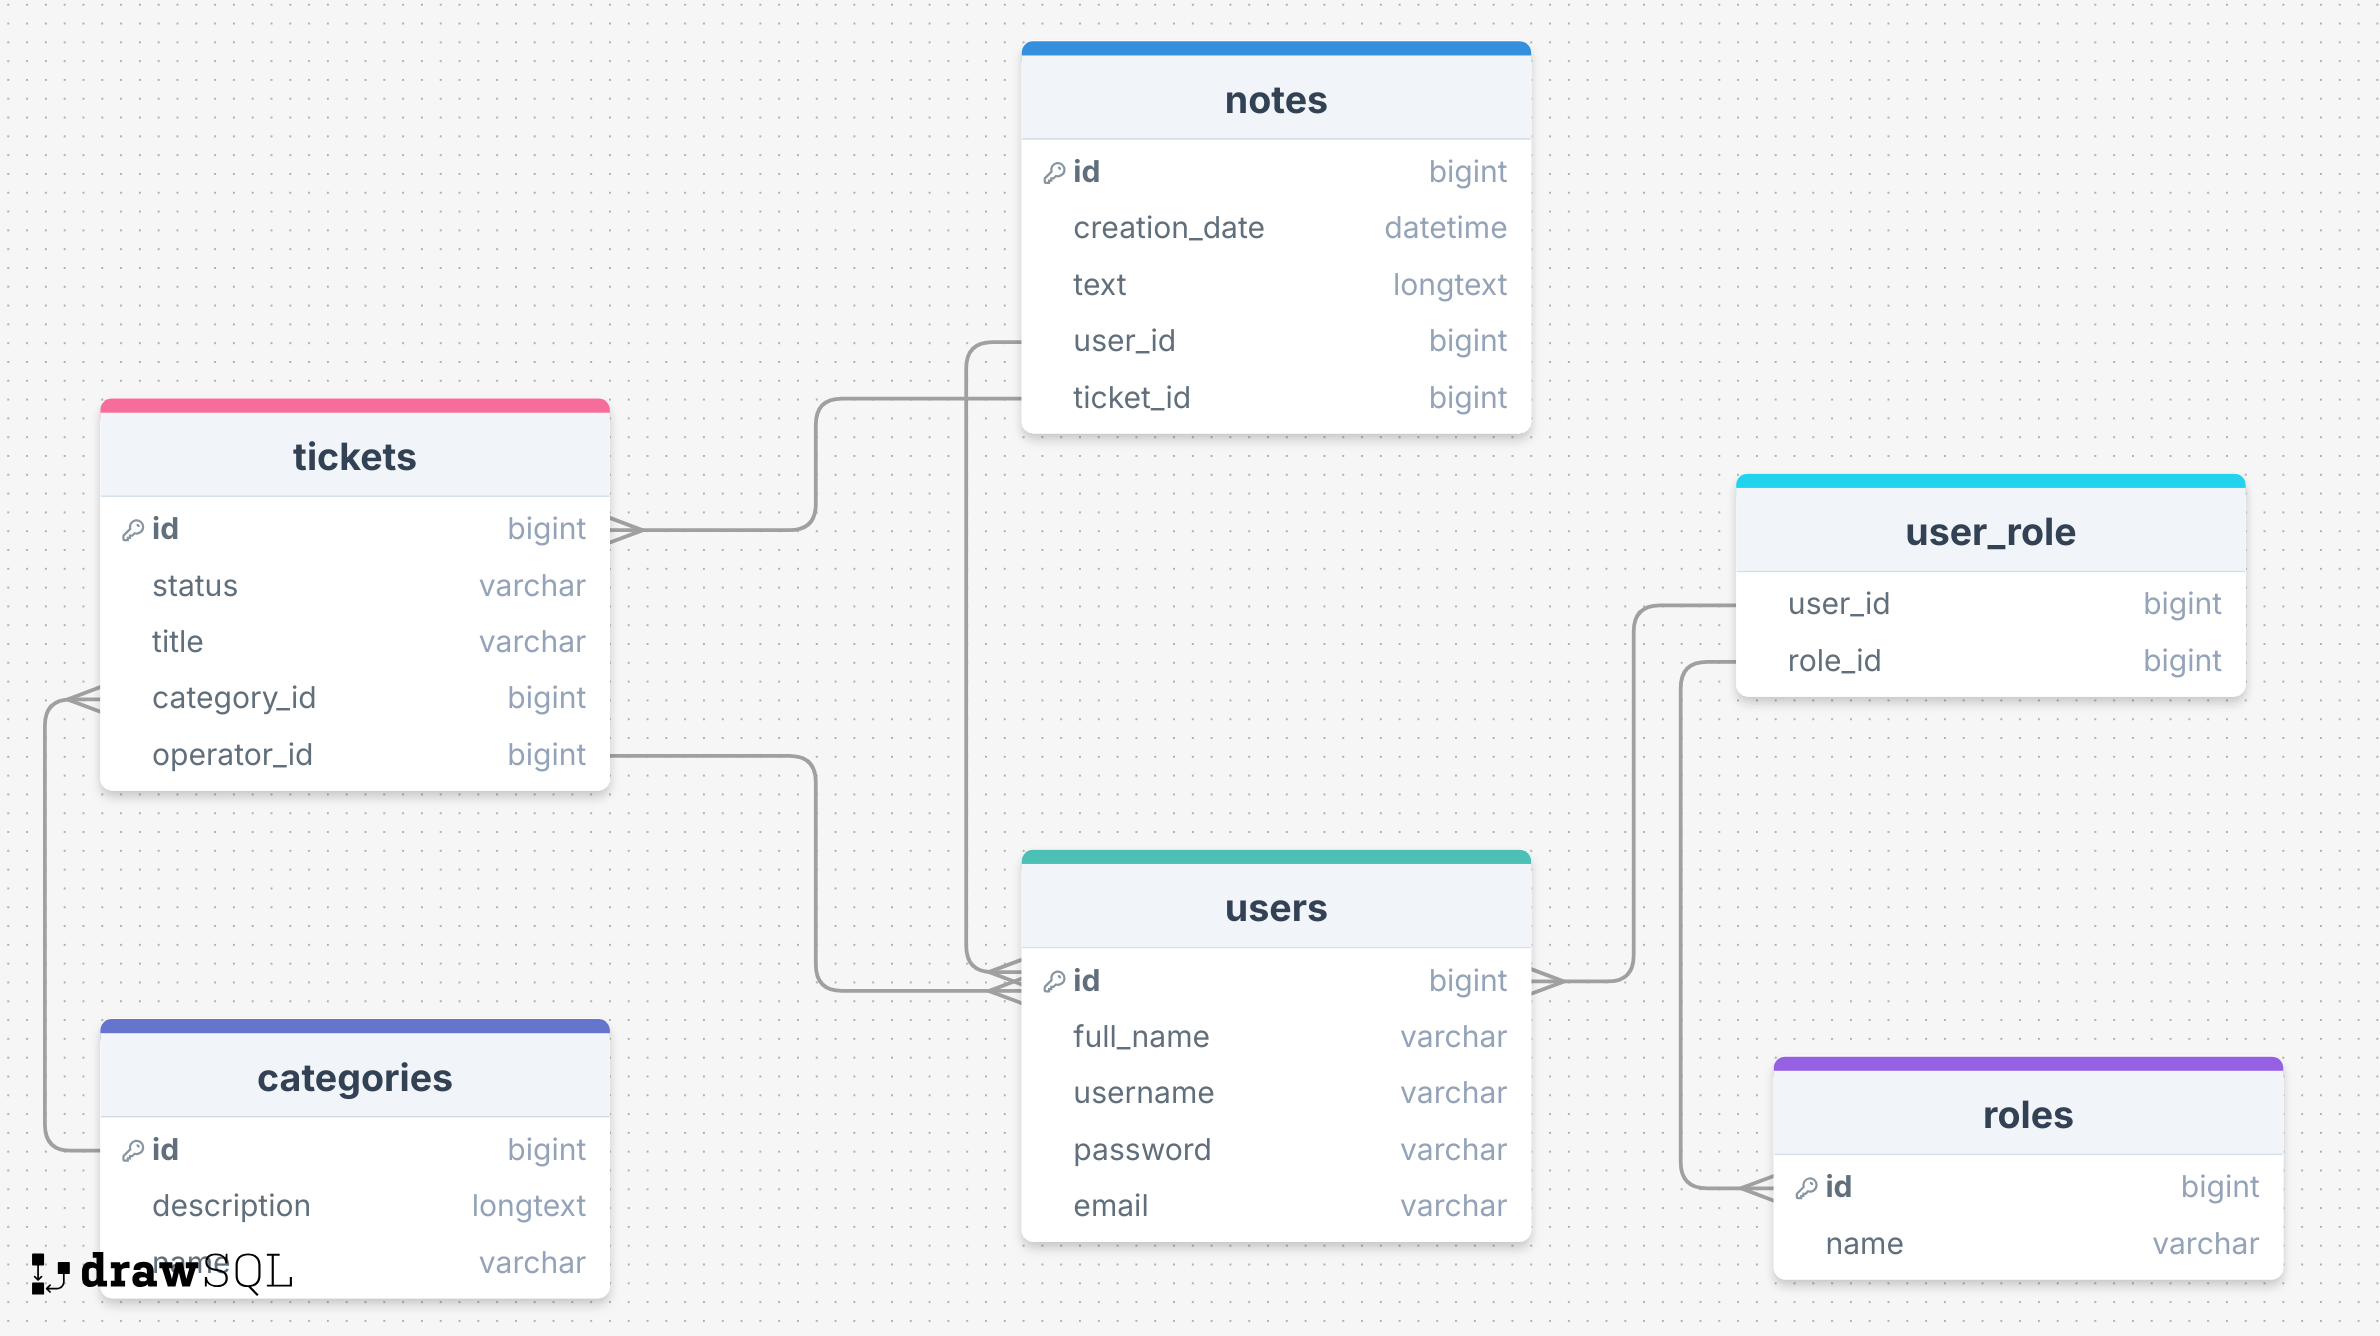 notes
id bigint
creation_date datetime
text longtext
user_id bigint
ticket_id bigint
tickets
id bigint
status varchar
title varchar
category_id bigint
operator_id bigint
user_role
user_id bigint
role_id bigint
users
id bigint
full_name varchar
username varchar
password varchar
email varchar
categories
id bigint
description longtext
name varchar
roles
id bigint
name varchar
drawSQL